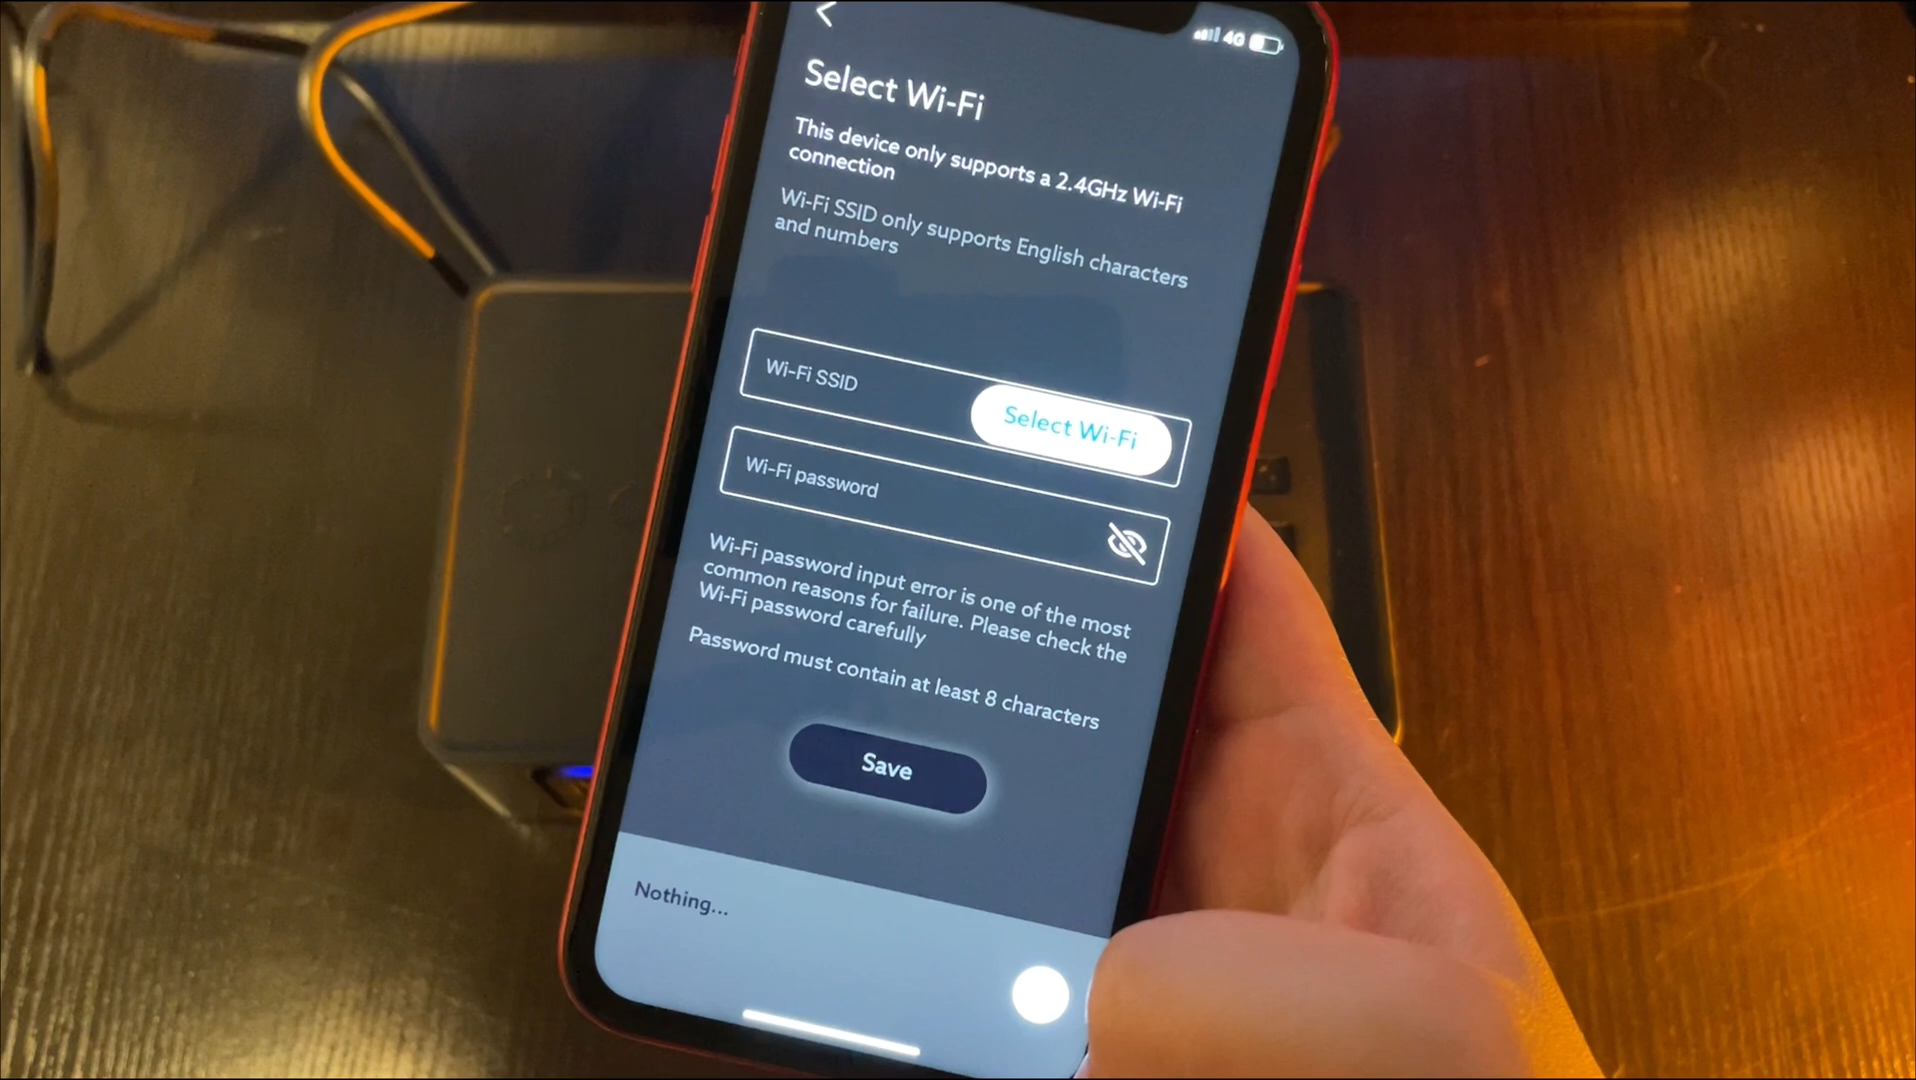 4G
Select Wi-Fi
This device only supports a 2.4GHz Wi-Fi
connection
Wi-Fi SSID only supports English characters
and numbers
Wi-Fi SSID
Select Wi-Fi
Wi-Fi password
Wi-Fi password input error is one of the most
common reasons for failure. Please check the
Wi-Fi password carefully
Password must contain at least 8 characters
Save
Nothing...